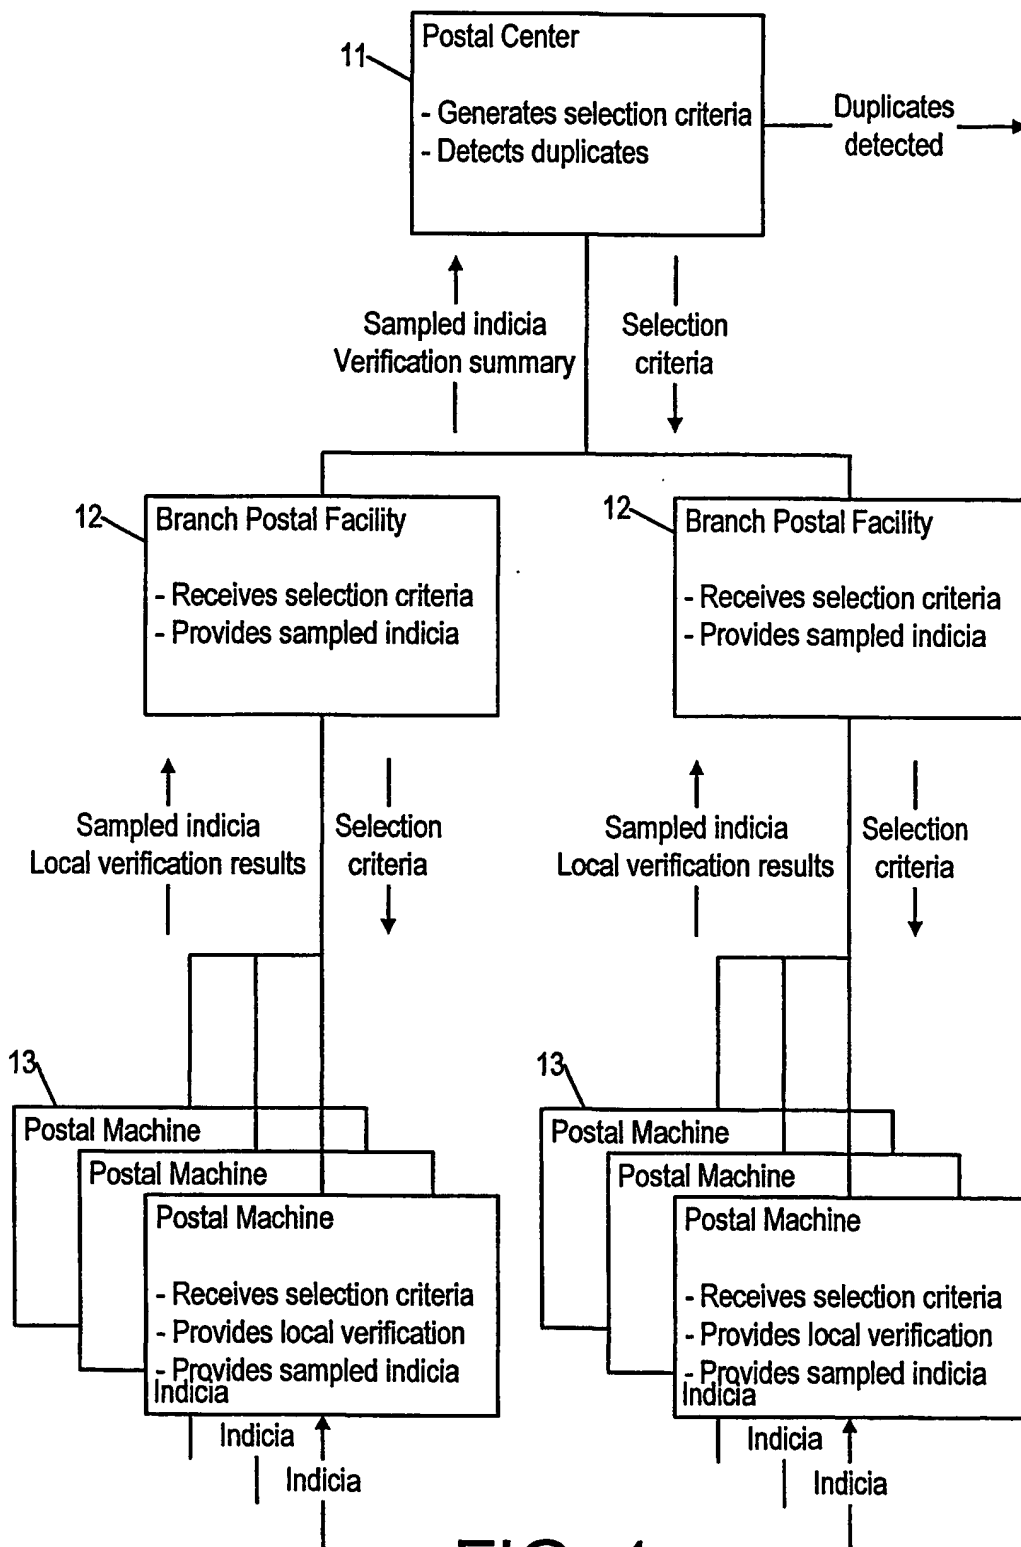 Postal Center
11
- Generates selection criteria
- Detects duplicates
Duplicates
detected
Sampled indicia
Verification summary
Selection
criteria
12
Branch Postal Facility
- Receives selection criteria
- Provides sampled indicia
12
Branch Postal Facility
- Receives selection criteria
- Provides sampled indicia
Sampled indicia
Local verification results
Selection
criteria
Sampled indicia
Local verification results
Selection
criteria
13
Postal Machine
Postal Machine
Postal Machine
- Receives selection criteria
- Provides local verification
- Provides sampled indicia
Indicia
Indicia
Indicia
13
Postal Machine
Postal Machine
Postal Machine
- Receives selection criteria
- Provides local verification
- Provides sampled indicia
Indicia
Indicia
Indicia